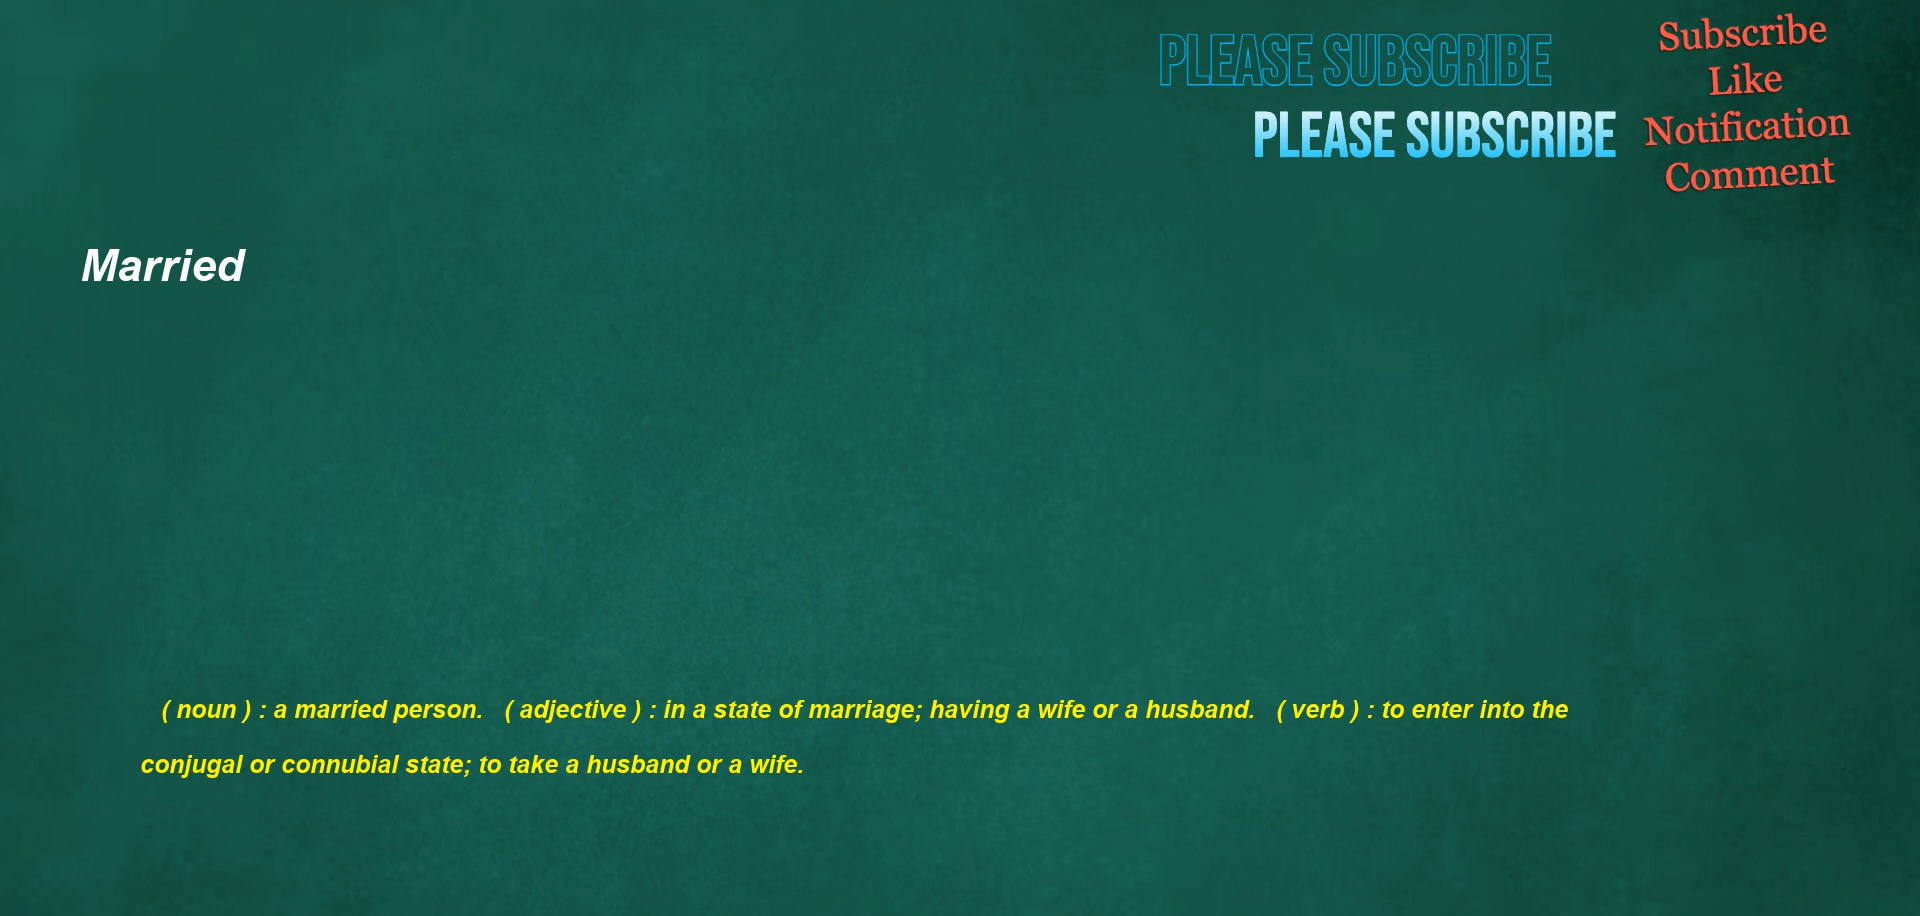 PLEASE SUBSCRIBE
PLEASE SUBSCRIBE
Subscribe
Like
Notification
Comment
Married
( noun ) : a married person. ( adjective ) : in a state of marriage; having a wife or a husband. ( verb ) : to enter into the
conjugal or connubial state; to take a husband or a wife.